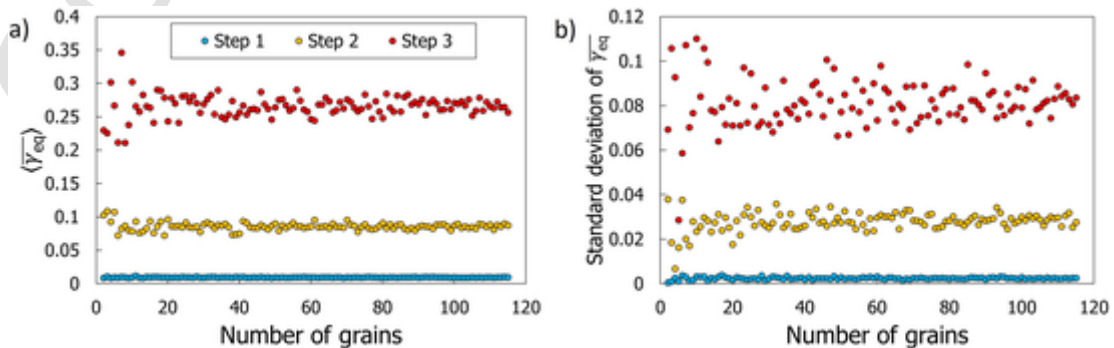 a)
0.4
0.35
0.3
0.25
0.2
0.15
0.1
0.05
0
⟨γeq⟩
Step 1 Step 2 Step 3
0 20 40 60 80 100 120
Number of grains
b)
0.12
0.1
0.08
0.06
0.04
0.02
0
Standard deviation of γeq
0 20 40 60 80 100 120
Number of grains